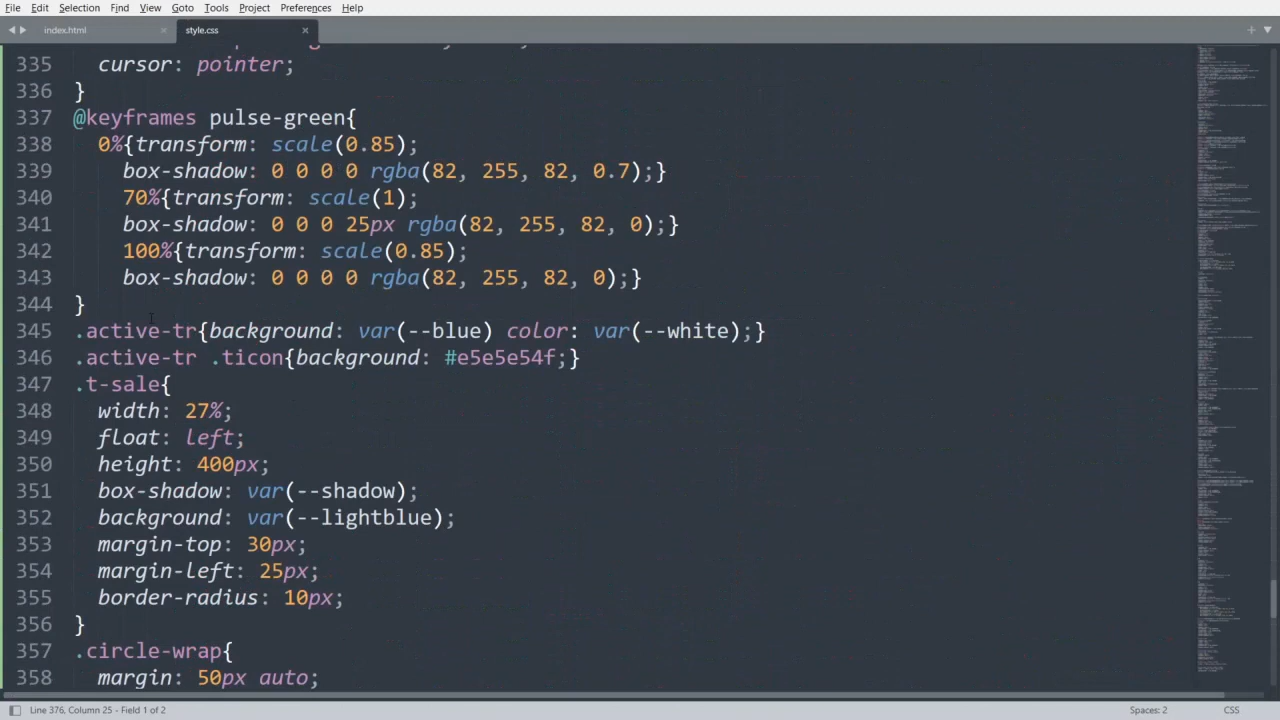 File Edit Selection Find View Goto Tools Project Preferences Help
index.html × style.css ×
335 cursor: pointer;
336 }
337 @keyframes pulse-green{
338 0%{transform: scale(0.85);
339 box-shadow: 0 0 0 0 rgba(82, 255, 82, 0.7);}
340 70%{transform: scale(1);
341 box-shadow: 0 0 0 25px rgba(82, 255, 82, 0);}
342 100%{transform: scale(0.85);
343 box-shadow: 0 0 0 0 rgba(82, 255, 82, 0);}
344 }
345 .active-tr{background: var(--blue) color: var(--white);}
346 .active-tr .ticon{background: #e5e5e54f;}
347 .t-sale{
348 width: 27%;
349 float: left;
350 height: 400px;
351 box-shadow: var(--shadow);
352 background: var(--lightblue);
353 margin-top: 30px;
354 margin-left: 25px;
355 border-radius: 10px
356 }
357 .circle-wrap{
358 margin: 50px auto;
Line 376, Column 25 - Field 1 of 2 Spaces: 2 CSS